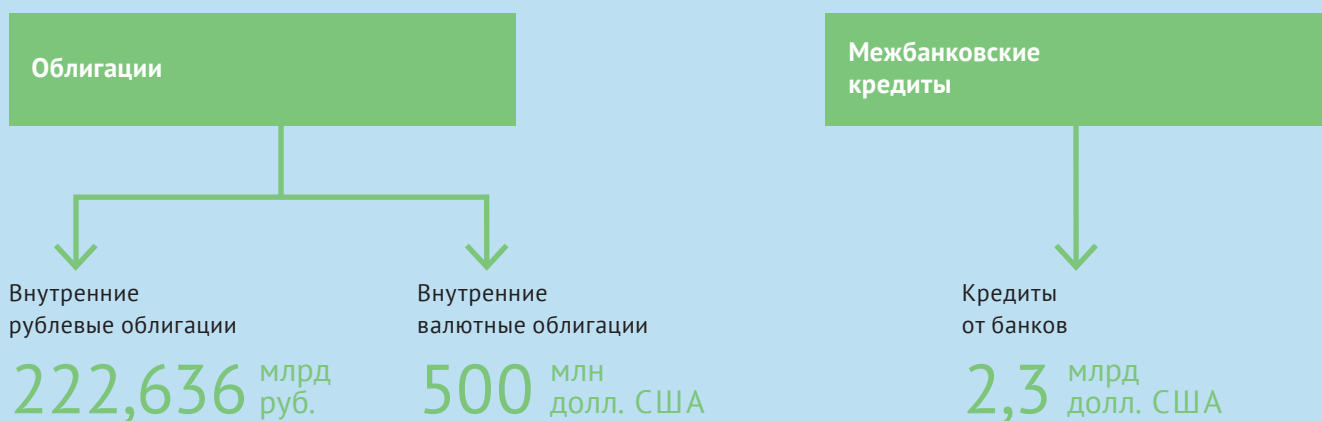 Облигации
Межбанковские
кредиты
Внутренние
рублевые облигации
222,636 млрд
руб.
Внутренние
валютные облигации
500 млн
долл. США
Кредиты
от банков
2,3 млрд
долл. США